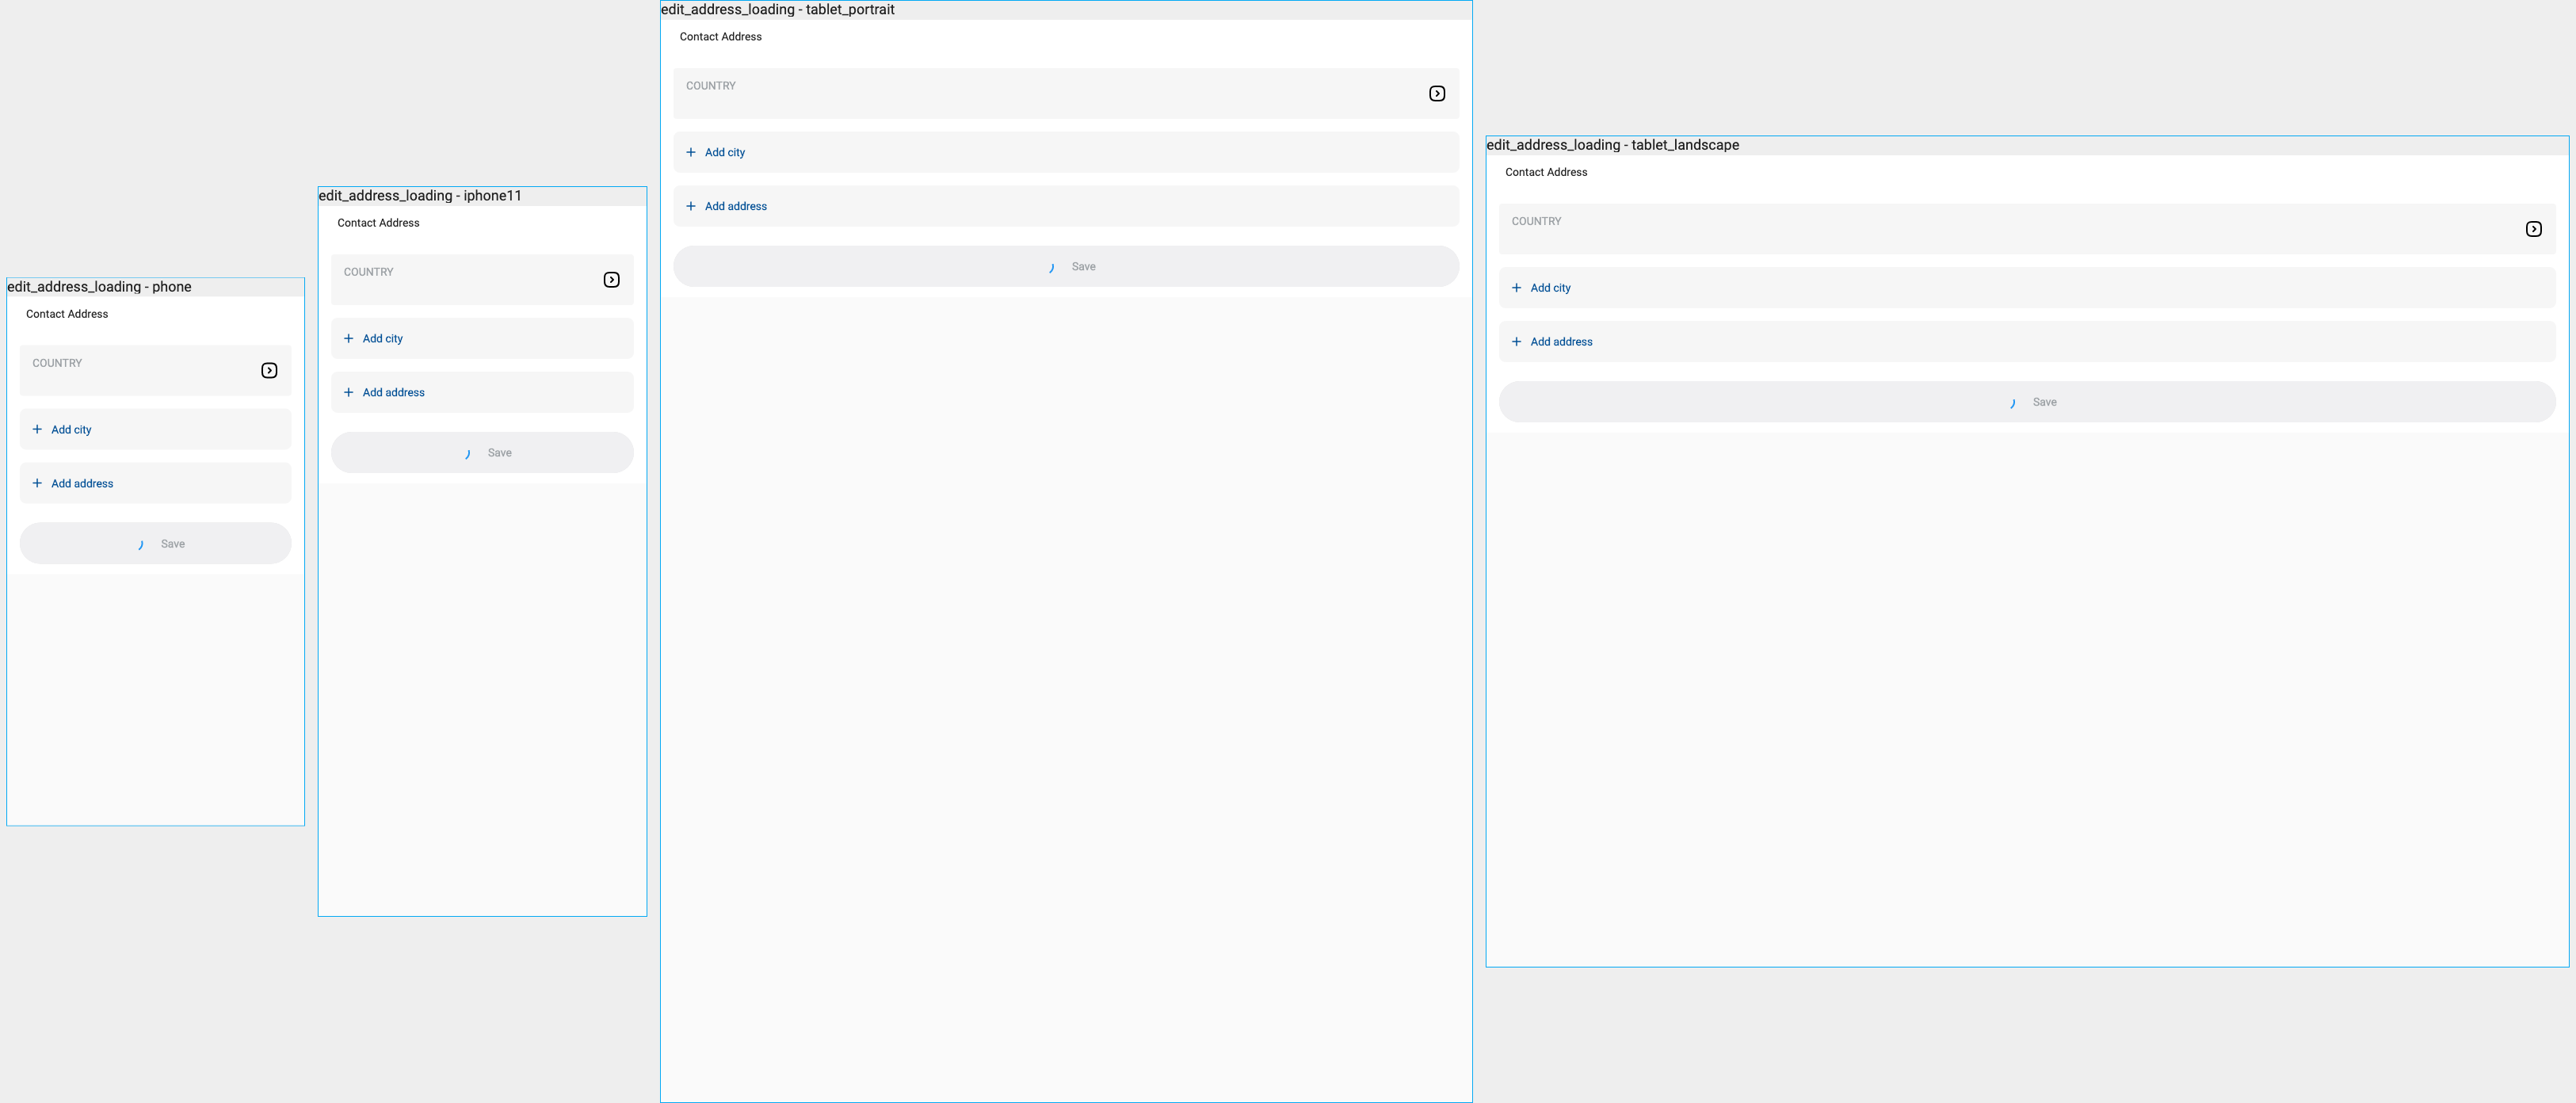 edit_address_loading - phone
Contact Address
COUNTRY
Add city
Add address
Save
edit_address_loading - iphone11
Contact Address
COUNTRY
Add city
Add address
Save
edit_address_loading - tablet_portrait
Contact Address
COUNTRY
Add city
Add address
Save
edit_address_loading - tablet_landscape
Contact Address
COUNTRY
Add city
Add address
Save